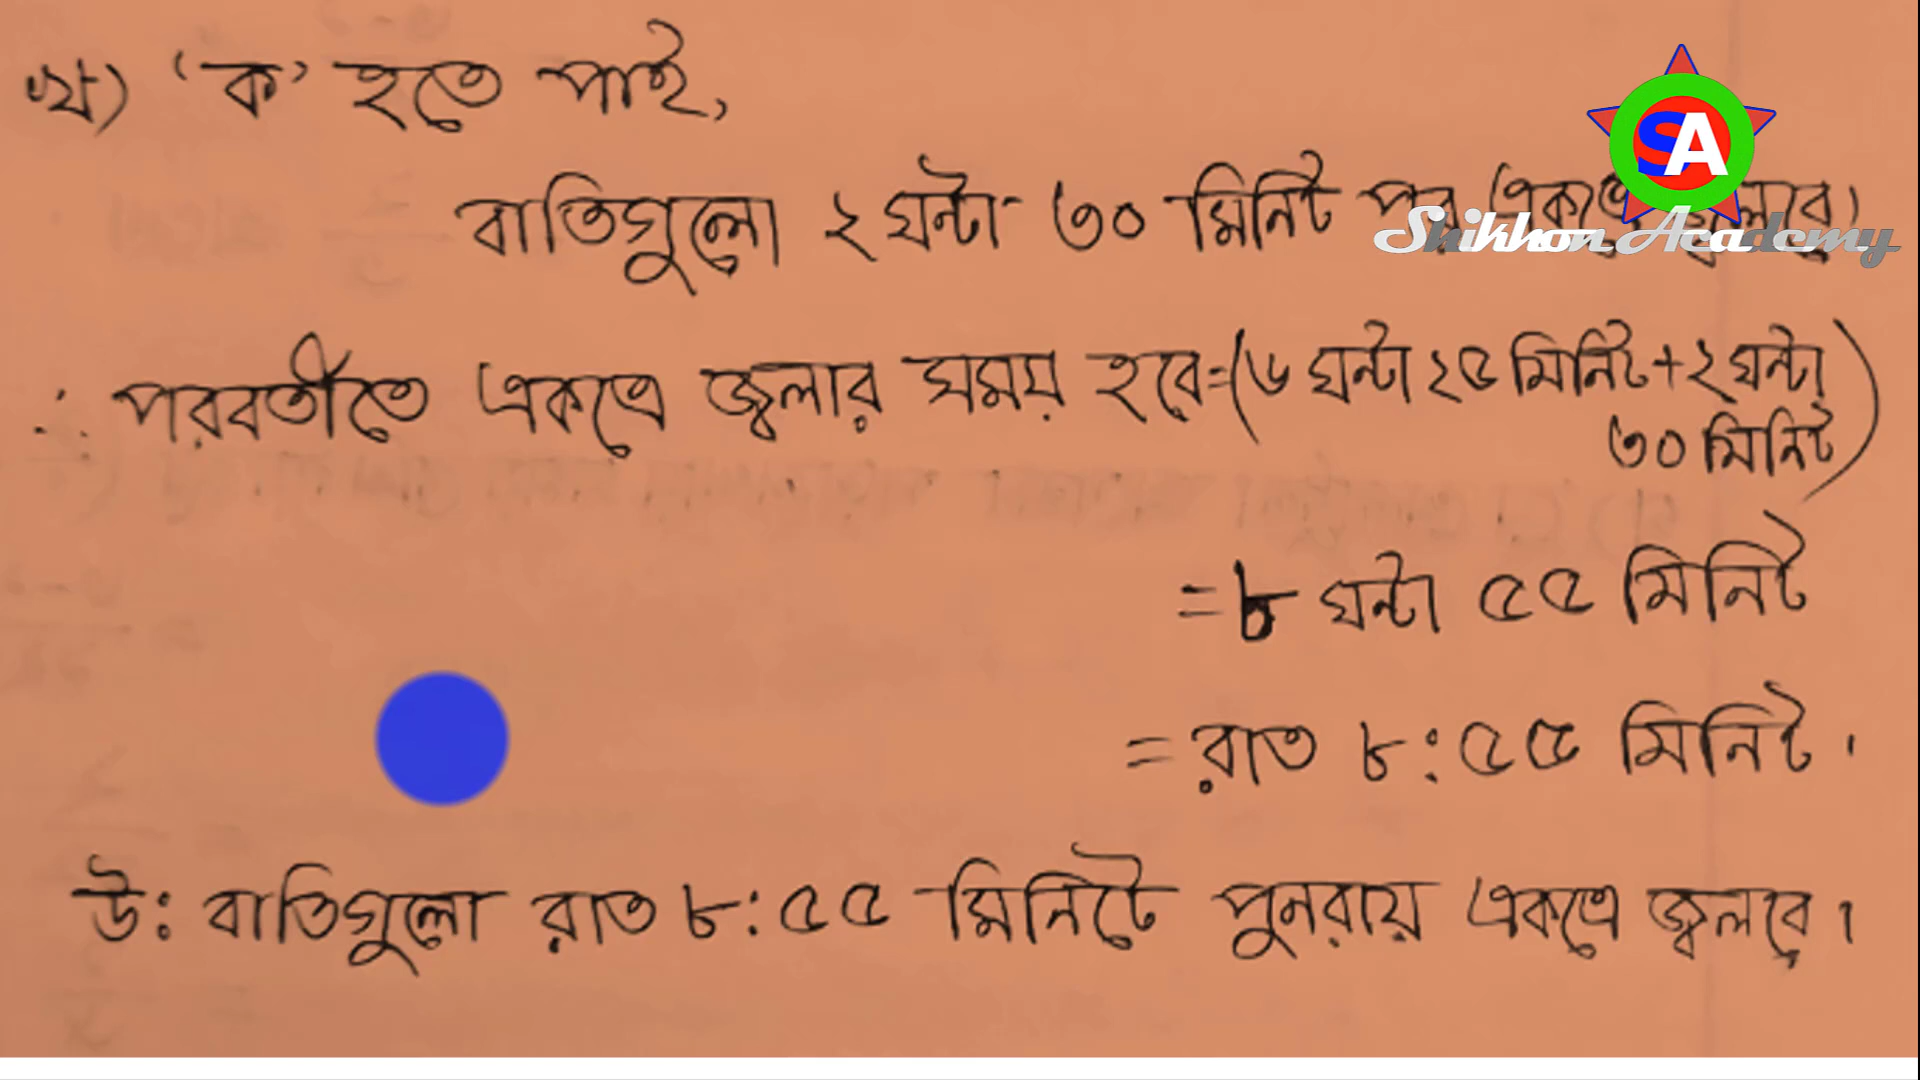 খ) 'ক' হতে পাই,
বাতিগুলো ২ ঘন্টা ৩০ মিনিট পর একত্রে জ্বলবে।
∴ পরবর্তীতে একত্রে জ্বলার সময় হবে=(৬ ঘন্টা ২৫ মিনিট+২ ঘন্টা
৩০ মিনিট)
=৮ ঘন্টা ৫৫ মিনিট
= রাত ৮:৫৫ মিনিট।
উ: বাতিগুলো রাত ৮:৫৫ মিনিটে পুনরায় একত্রে জ্বলবে।
SA
Shikhon Academy